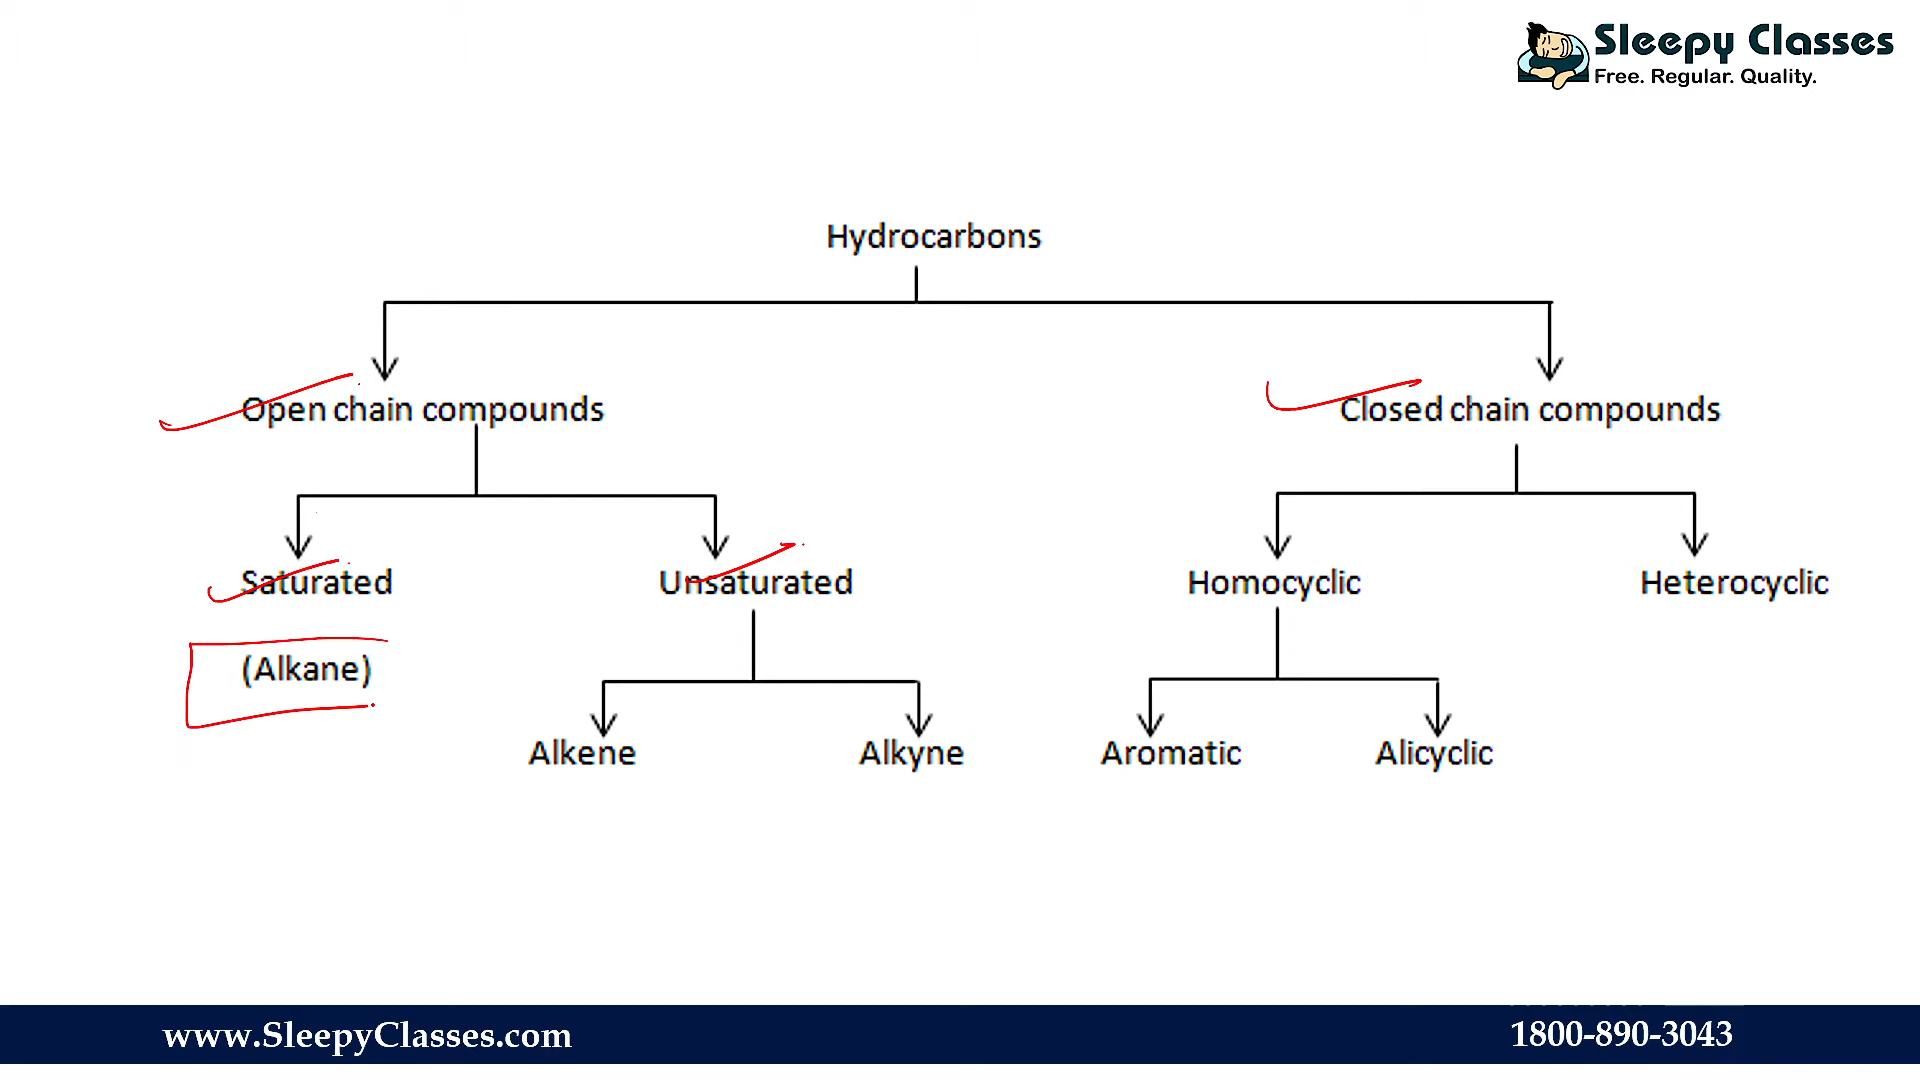 Sleepy Classes
Free. Regular. Quality.
Hydrocarbons
Open chain compounds
Closed chain compounds
Saturated
Unsaturated
Homocyclic
Heterocyclic
(Alkane)
Alkene
Alkyne
Aromatic
Alicyclic
www.SleepyClasses.com
1800-890-3043